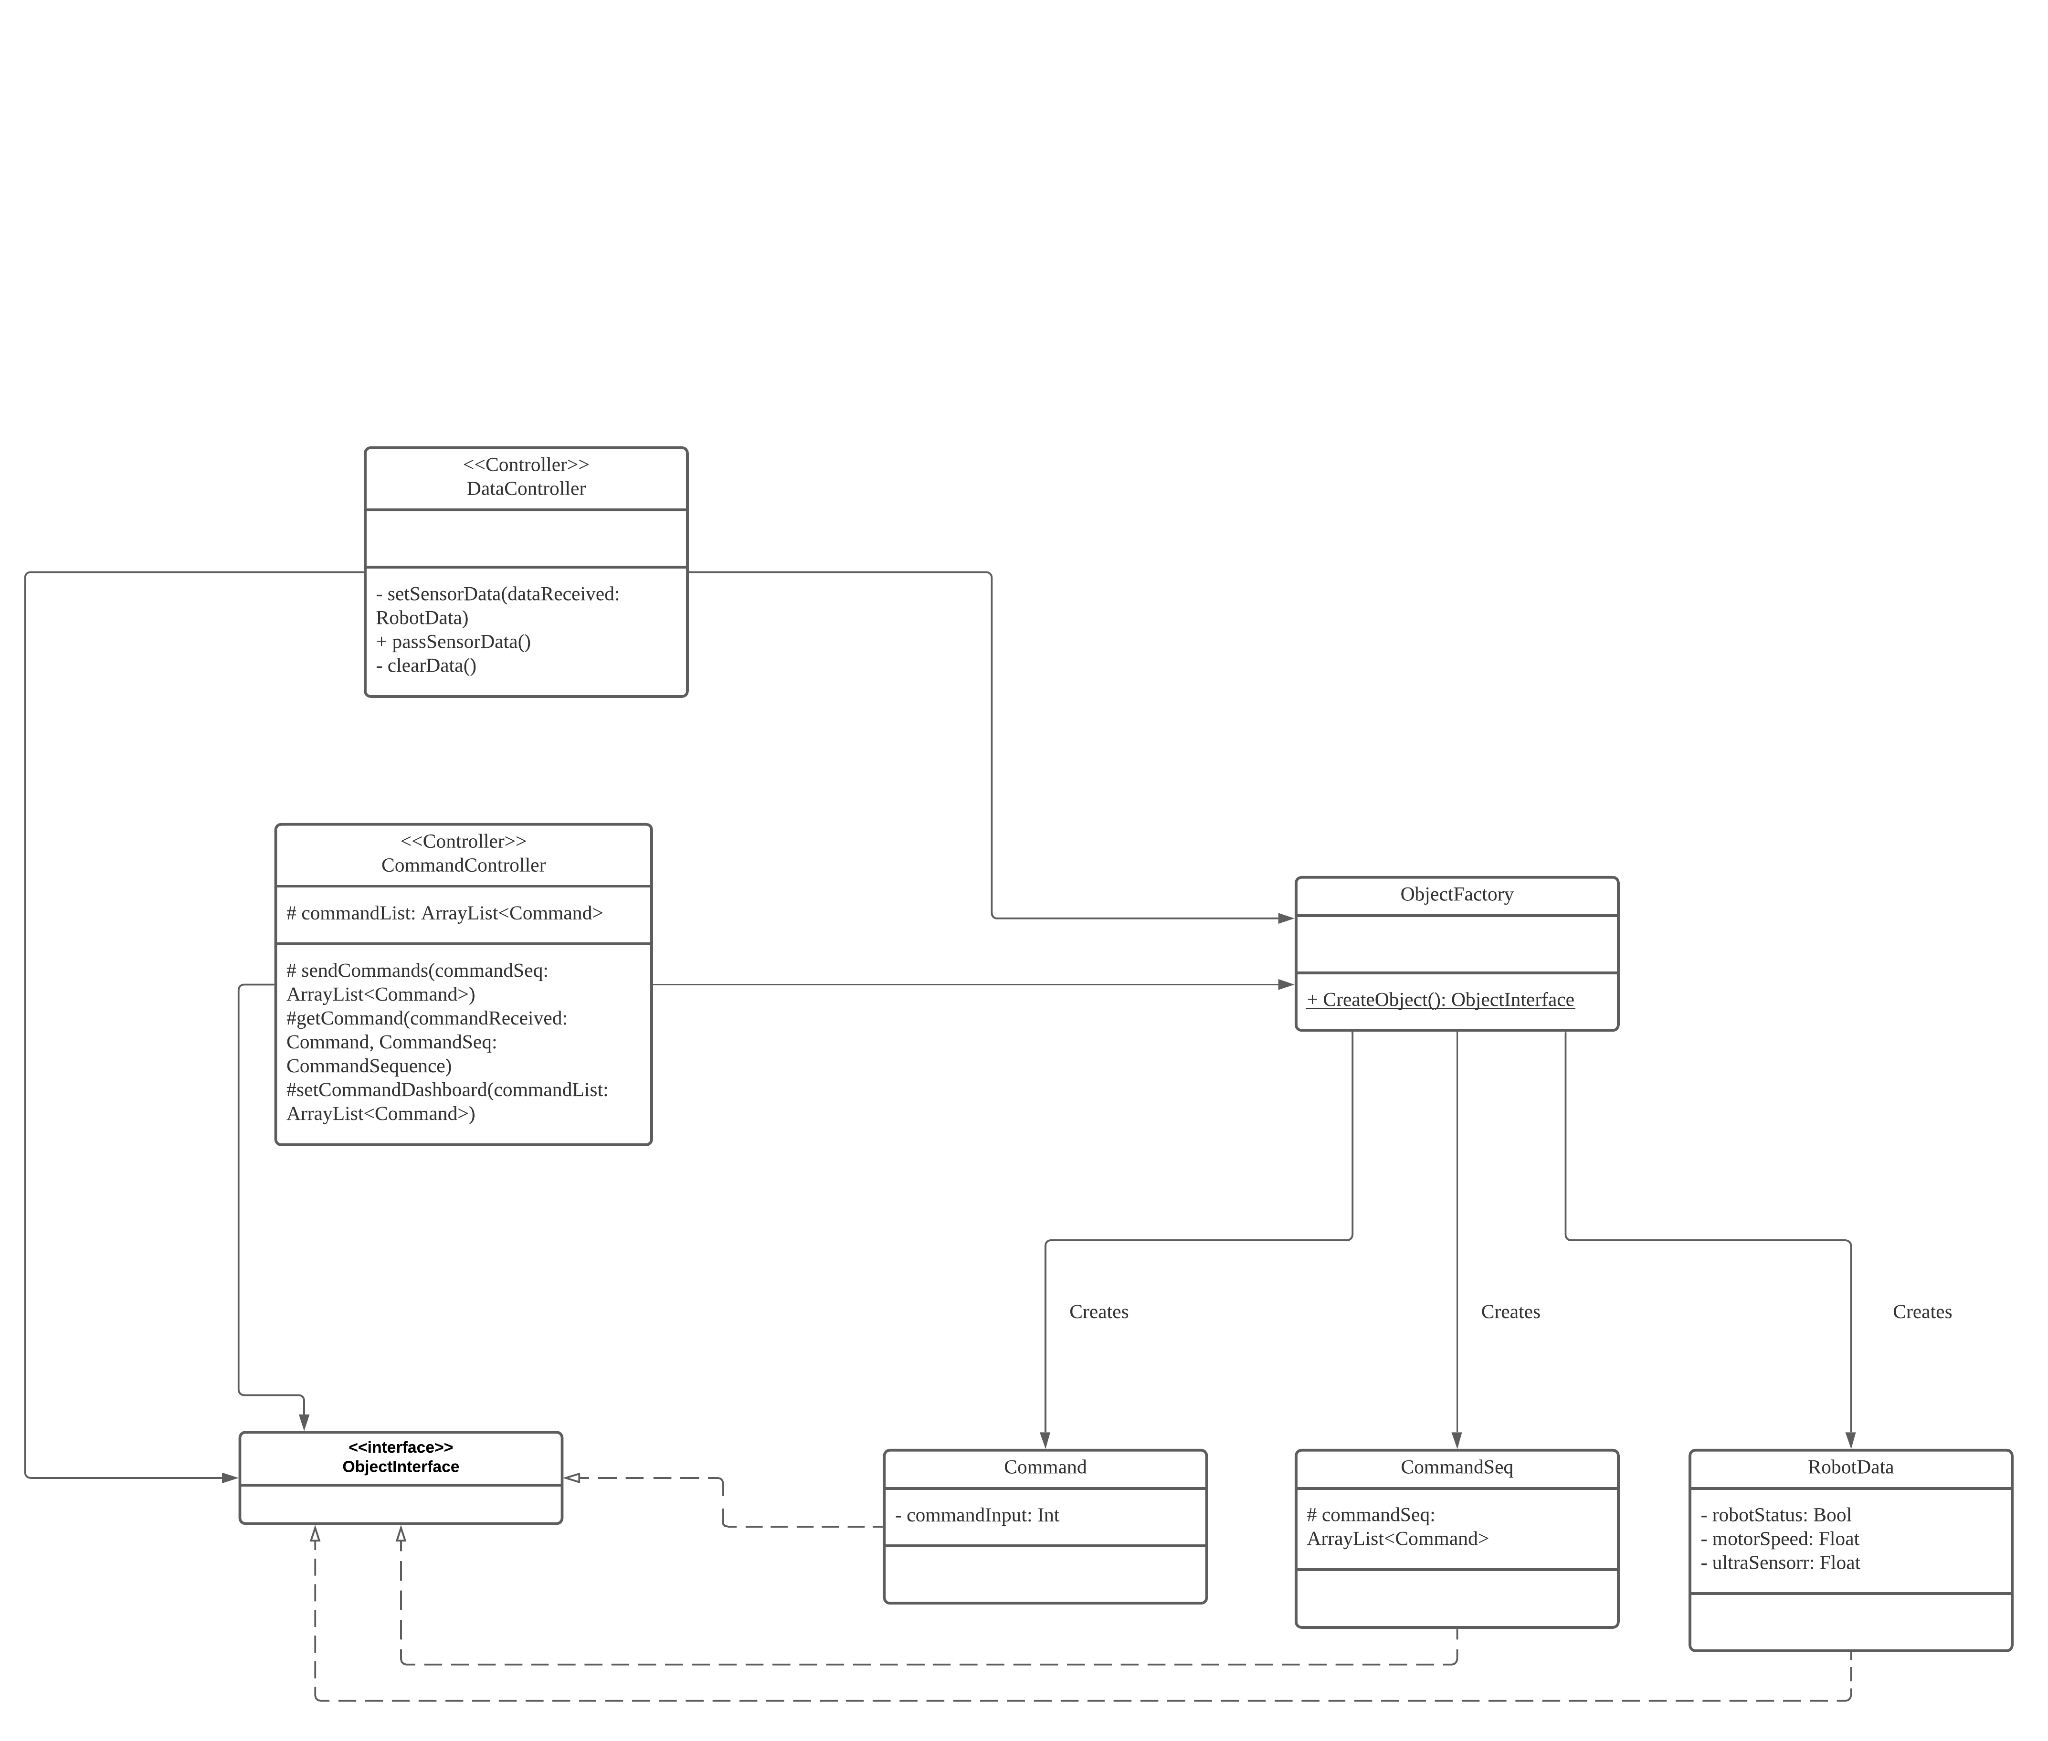 <<Controller>>
DataController
- setSensorData(dataReceived:
RobotData)
+ passSensorData()
- clearData()
<<Controller>>
CommandController
# commandList: ArrayList<Command>
# sendCommands(commandSeq:
ArrayList<Command>)
#getCommand(commandReceived:
Command, CommandSeq:
CommandSequence)
#setCommandDashboard(commandList:
ArrayList<Command>)
ObjectFactory
+ CreateObject(): ObjectInterface
Creates
Creates
Creates
<<interface>>
ObjectInterface
Command
- commandInput: Int
CommandSeq
# commandSeq:
ArrayList<Command>
RobotData
- robotStatus: Bool
- motorSpeed: Float
- ultraSensorr: Float